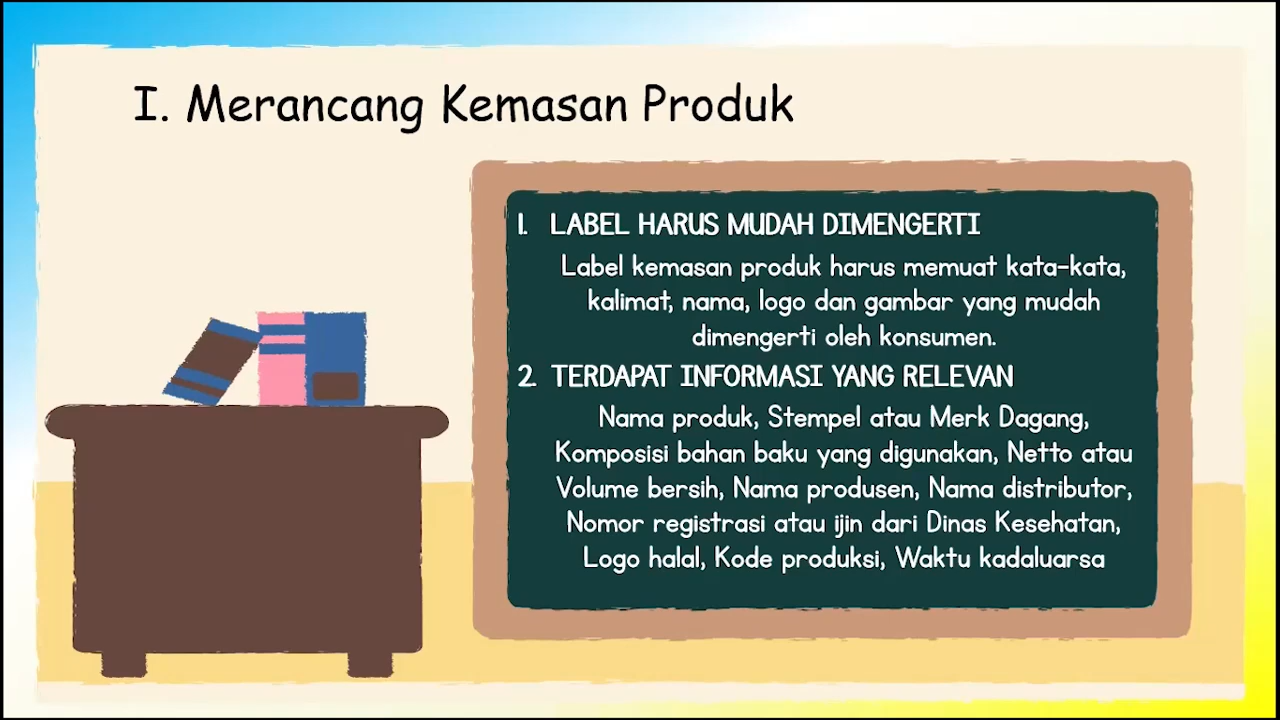 I. Merancang Kemasan Produk
1. LABEL HARUS MUDAH DIMENGERTI
Label kemasan produk harus memuat kata-kata,
kalimat, nama, logo dan gambar yang mudah
dimengerti oleh konsumen.
2. TERDAPAT INFORMASI YANG RELEVAN
Nama produk, Stempel atau Merk Dagang,
Komposisi bahan baku yang digunakan, Netto atau
Volume bersih, Nama produsen, Nama distributor,
Nomor registrasi atau ijin dari Dinas Kesehatan,
Logo halal, Kode produksi, Waktu kadaluarsa